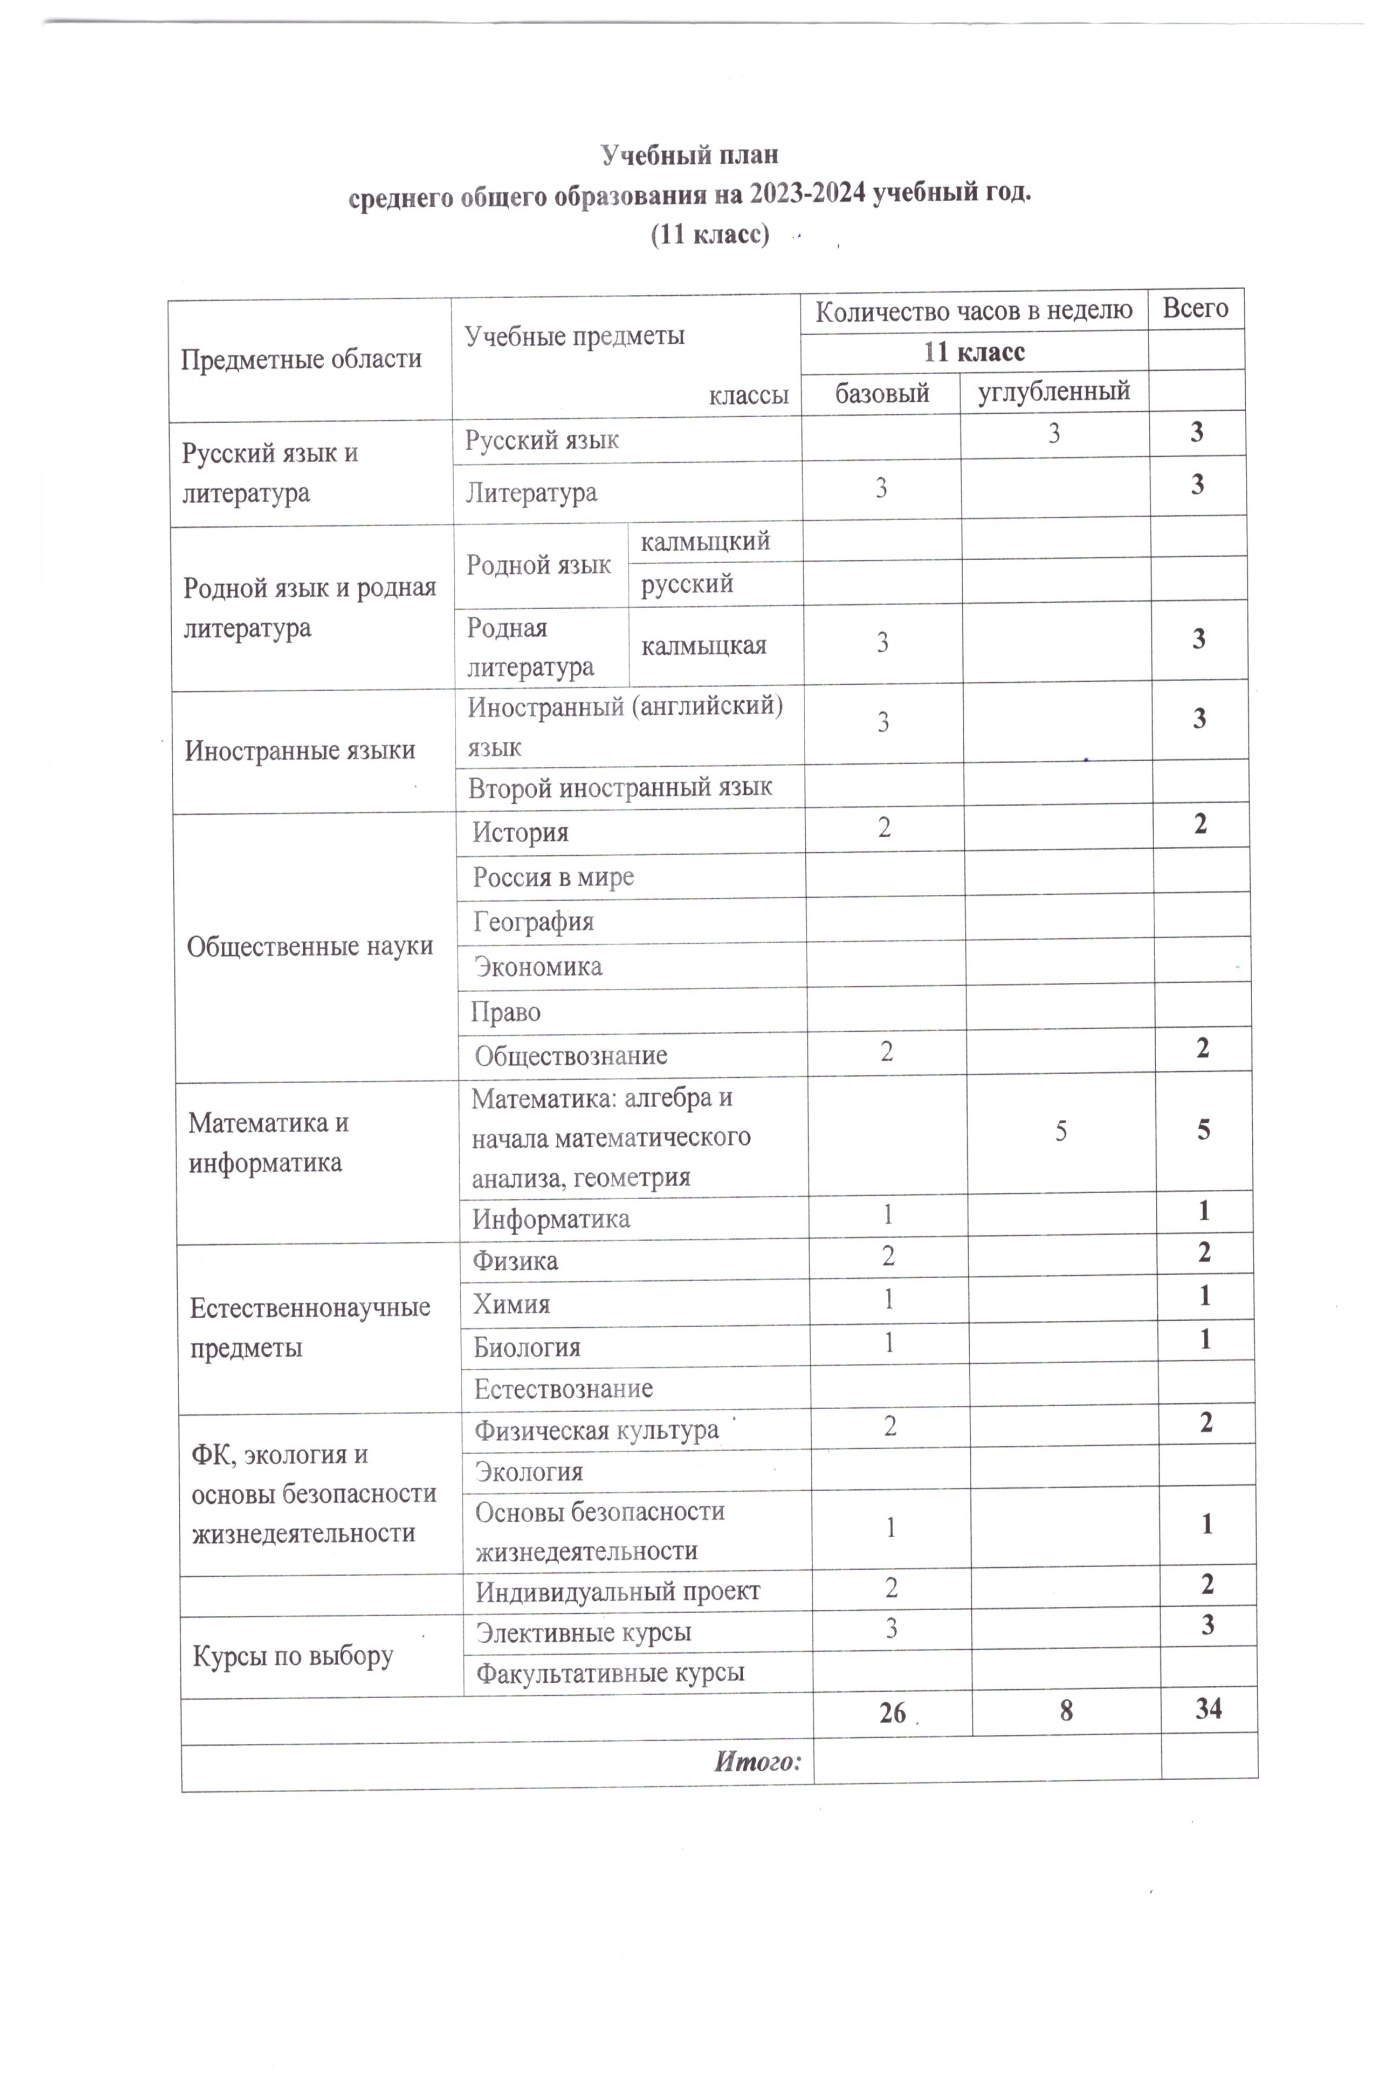 Учебный план
среднего общего образования на 2023-2024 учебный год.
(11 класс)
Предметные области
Учебные предметы
классы
Количество часов в неделю
Всего
11 класс
базовый
углубленный
Русский язык и
литература
Русский язык
3
3
Литература
3
3
Родной язык и родная
литература
Родной язык
калмыцкий
русский
Родная
литература
калмыцкая
3
3
Иностранные языки
Иностранный (английский)
язык
3
3
Второй иностранный язык
Общественные науки
История
2
2
Россия в мире
География
Экономика
Право
Обществознание
2
2
Математика и
информатика
Математика: алгебра и
начала математического
анализа, геометрия
5
5
Информатика
1
1
Естественнонаучные
предметы
Физика
2
2
Химия
1
1
Биология
1
1
Естествознание
ФК, экология и
основы безопасности
жизнедеятельности
Физическая культура
2
2
Экология
Основы безопасности
жизнедеятельности
1
1
Индивидуальный проект
2
2
Курсы по выбору
Элективные курсы
3
3
Факультативные курсы
26
8
34
Итого: